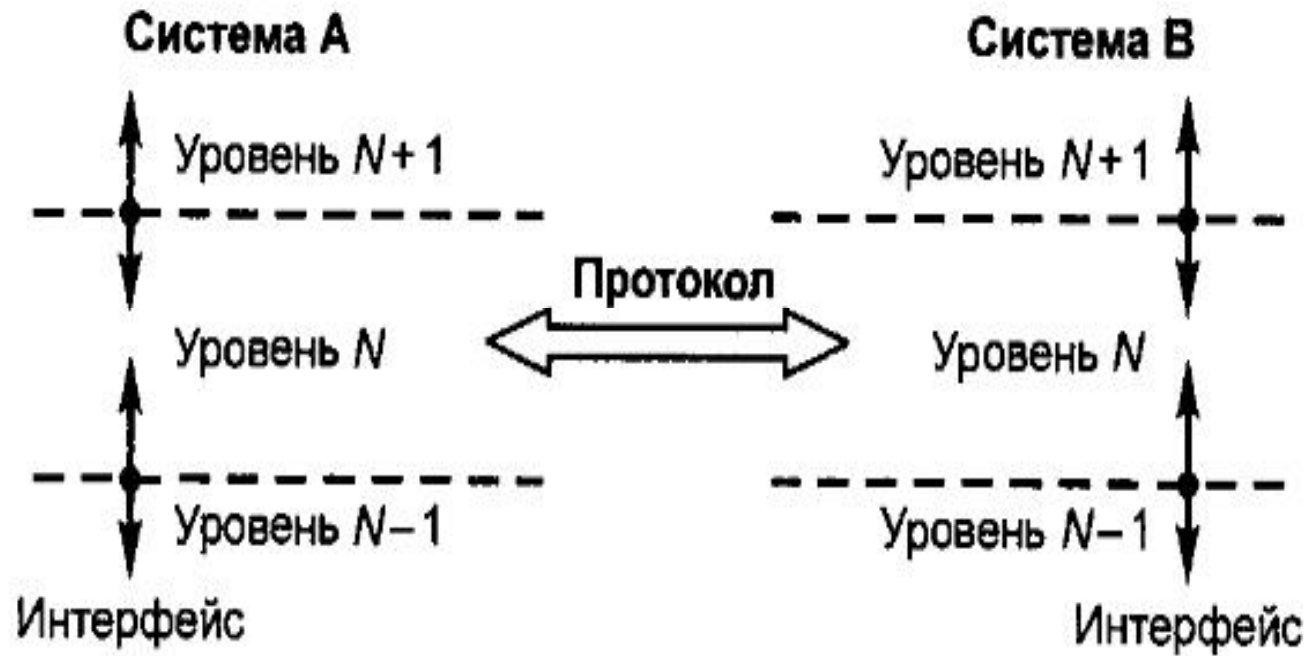 Система А
Система В
Уровень N+1
Уровень N+1
Протокол
Уровень N
Уровень N
Уровень N–1
Уровень N–1
Интерфейс
Интерфейс